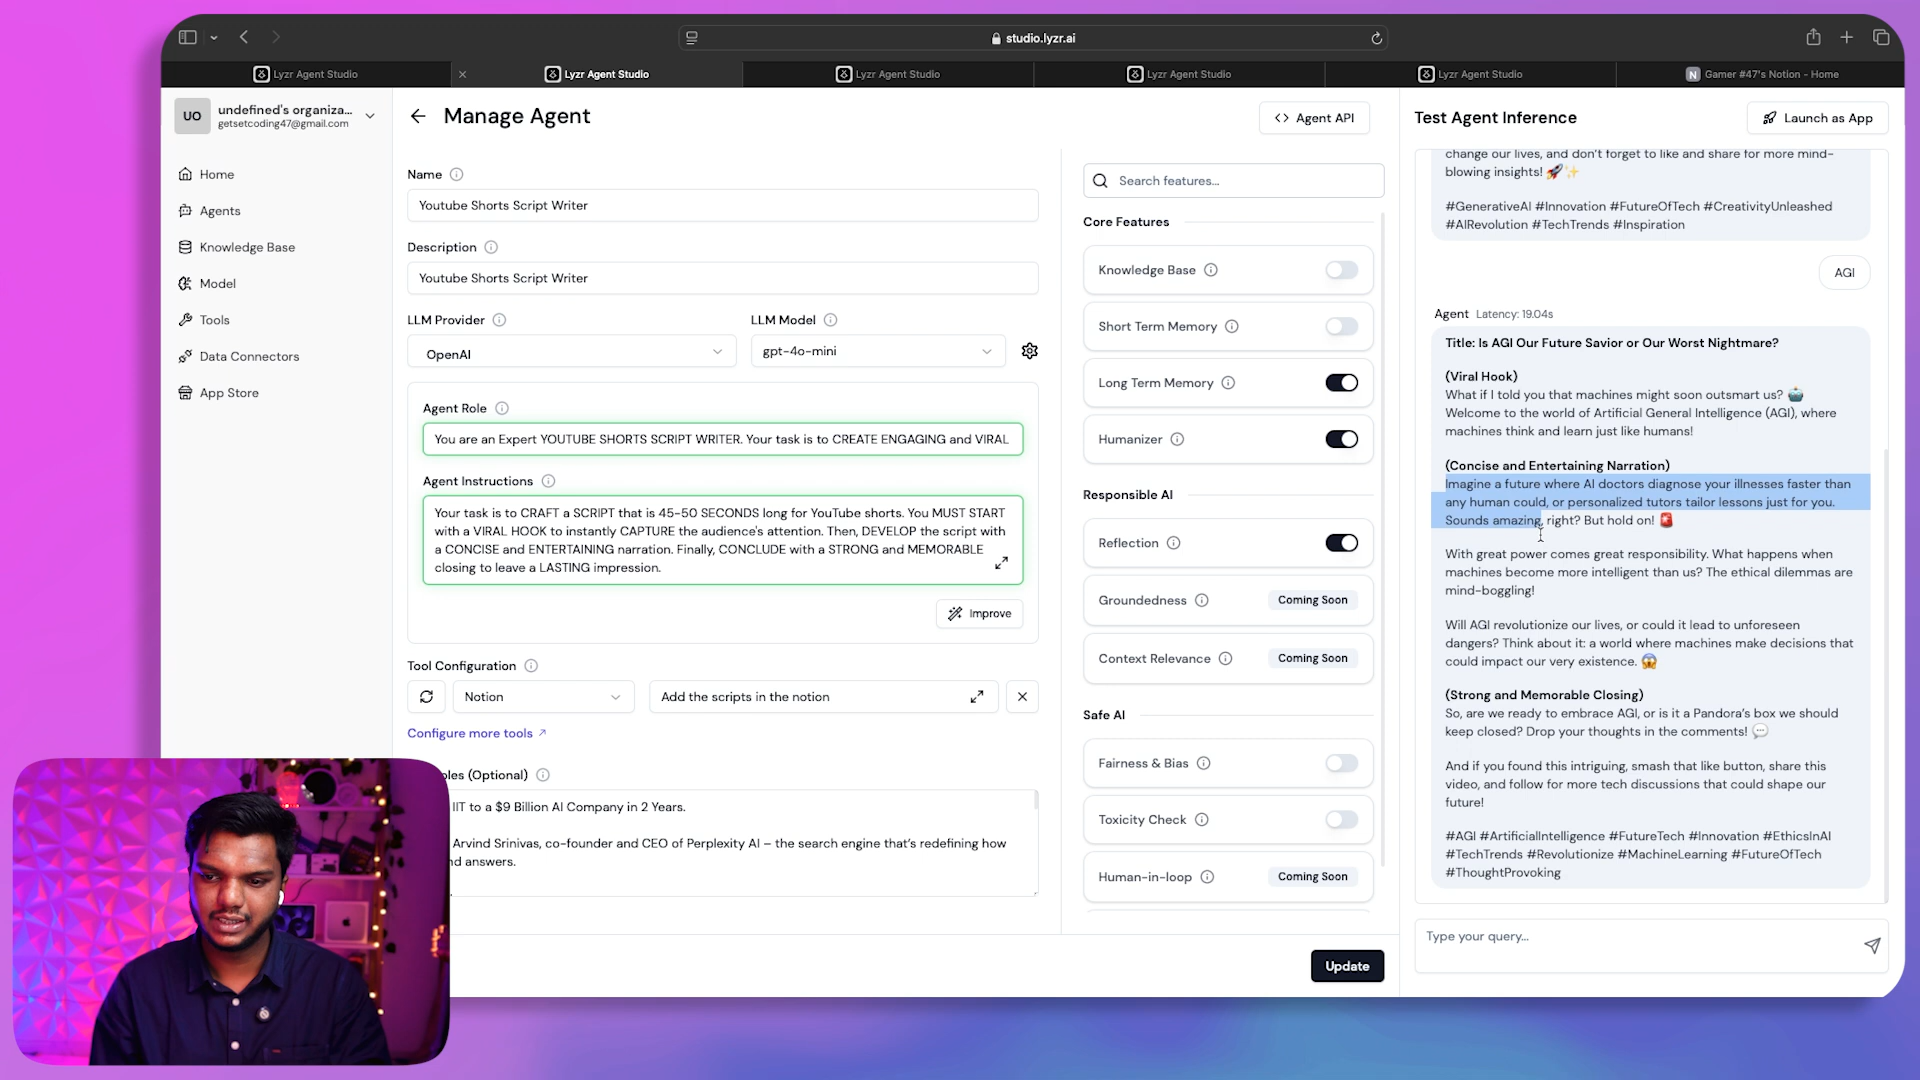 studio.lyzr.ai
Lyzr Agent Studio
Lyzr Agent Studio
Lyzr Agent Studio
Lyzr Agent Studio
Lyzr Agent Studio
N Gamer #47's Notion - Home
UO
undefined's organiza...
getsetcoding47@gmail.com
Home
Agents
Knowledge Base
Model
Tools
Data Connectors
App Store
Manage Agent
<> Agent API
Name
Youtube Shorts Script Writer
Description
Youtube Shorts Script Writer
LLM Provider
LLM Model
OpenAI
gpt-4o-mini
Agent Role
You are an Expert YOUTUBE SHORTS SCRIPT WRITER. Your task is to CREATE ENGAGING and VIRAL
Agent Instructions
Your task is to CRAFT a SCRIPT that is 45-50 SECONDS long for YouTube shorts. You MUST START
with a VIRAL HOOK to instantly CAPTURE the audience's attention. Then, DEVELOP the script with
a CONCISE and ENTERTAINING narration. Finally, CONCLUDE with a STRONG and MEMORABLE
closing to leave a LASTING impression.
Improve
Tool Configuration
Notion
Add the scripts in the notion
Configure more tools
(Optional)
IIT to a $9 Billion AI Company in 2 Years.
Arvind Srinivas, co-founder and CEO of Perplexity AI – the search engine that's redefining how
answers.
Update
Search features...
Core Features
Knowledge Base
Short Term Memory
Long Term Memory
Humanizer
Responsible AI
Reflection
Groundedness
Coming Soon
Context Relevance
Coming Soon
Safe AI
Fairness & Bias
Toxicity Check
Human-in-loop
Coming Soon
Test Agent Inference
Launch as App
change our lives, and don't forget to like and share for more mind-
blowing insights! 🚀✨
#GenerativeAI #Innovation #FutureOfTech #CreativityUnleashed
#AIRevolution #TechTrends #Inspiration
AGI
Agent Latency: 19.04s
Title: Is AGI Our Future Savior or Our Worst Nightmare?
(Viral Hook)
What if I told you that machines might soon outsmart us? 🤖
Welcome to the world of Artificial General Intelligence (AGI), where
machines think and learn just like humans!
(Concise and Entertaining Narration)
Imagine a future where AI doctors diagnose your illnesses faster than
any human could, or personalized tutors tailor lessons just for you.
Sounds amazing, right? But hold on! 🚨
With great power comes great responsibility. What happens when
machines become more intelligent than us? The ethical dilemmas are
mind-boggling!
Will AGI revolutionize our lives, or could it lead to unforeseen
dangers? Think about it: a world where machines make decisions that
could impact our very existence. 😱
(Strong and Memorable Closing)
So, are we ready to embrace AGI, or is it a Pandora's box we should
keep closed? Drop your thoughts in the comments! 💬
And if you found this intriguing, smash that like button, share this
video, and follow for more tech discussions that could shape our
future!
#AGI #ArtificialIntelligence #FutureTech #Innovation #EthicsInAI
#TechTrends #Revolutionize #MachineLearning #FutureOfTech
#ThoughtProvoking
Type your query...